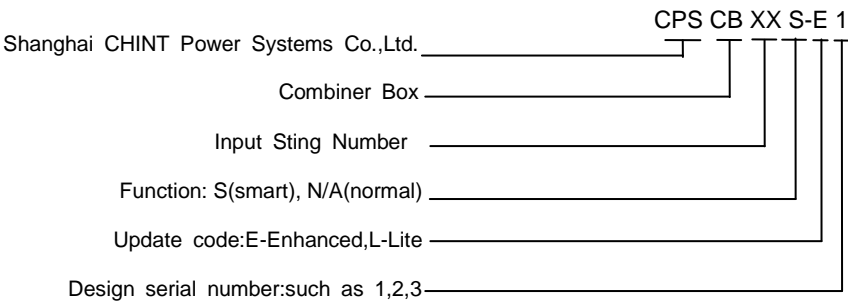 CPS CB XX S-E 1
Shanghai CHINT Power Systems Co.,Ltd.
Combiner Box
Input Sting Number
Function: S(smart), N/A(normal)
Update code:E-Enhanced,L-Lite
Design serial number:such as 1,2,3